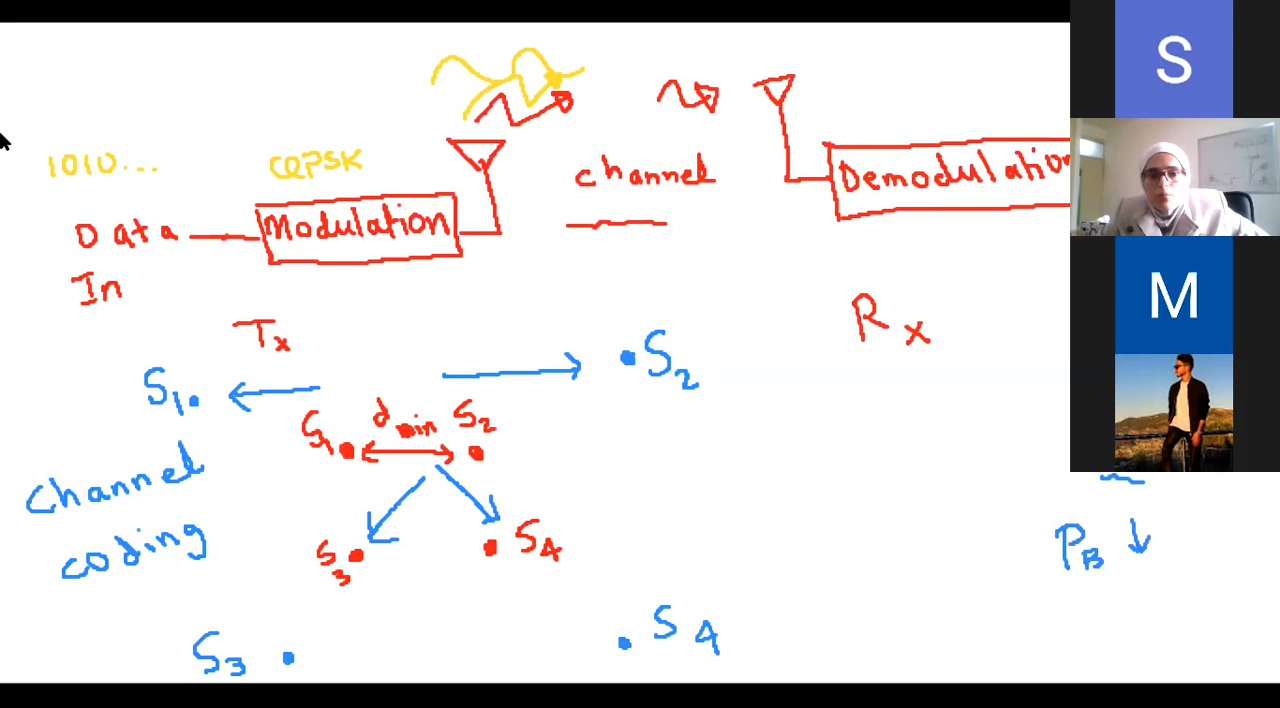 1010...
QPSK
channel
Demodulation
Data
In
Modulation
Tx
Rx
S1
S2
S1
dmin
S2
channel
coding
S3
S4
PB ↓
S3
S4
S
M